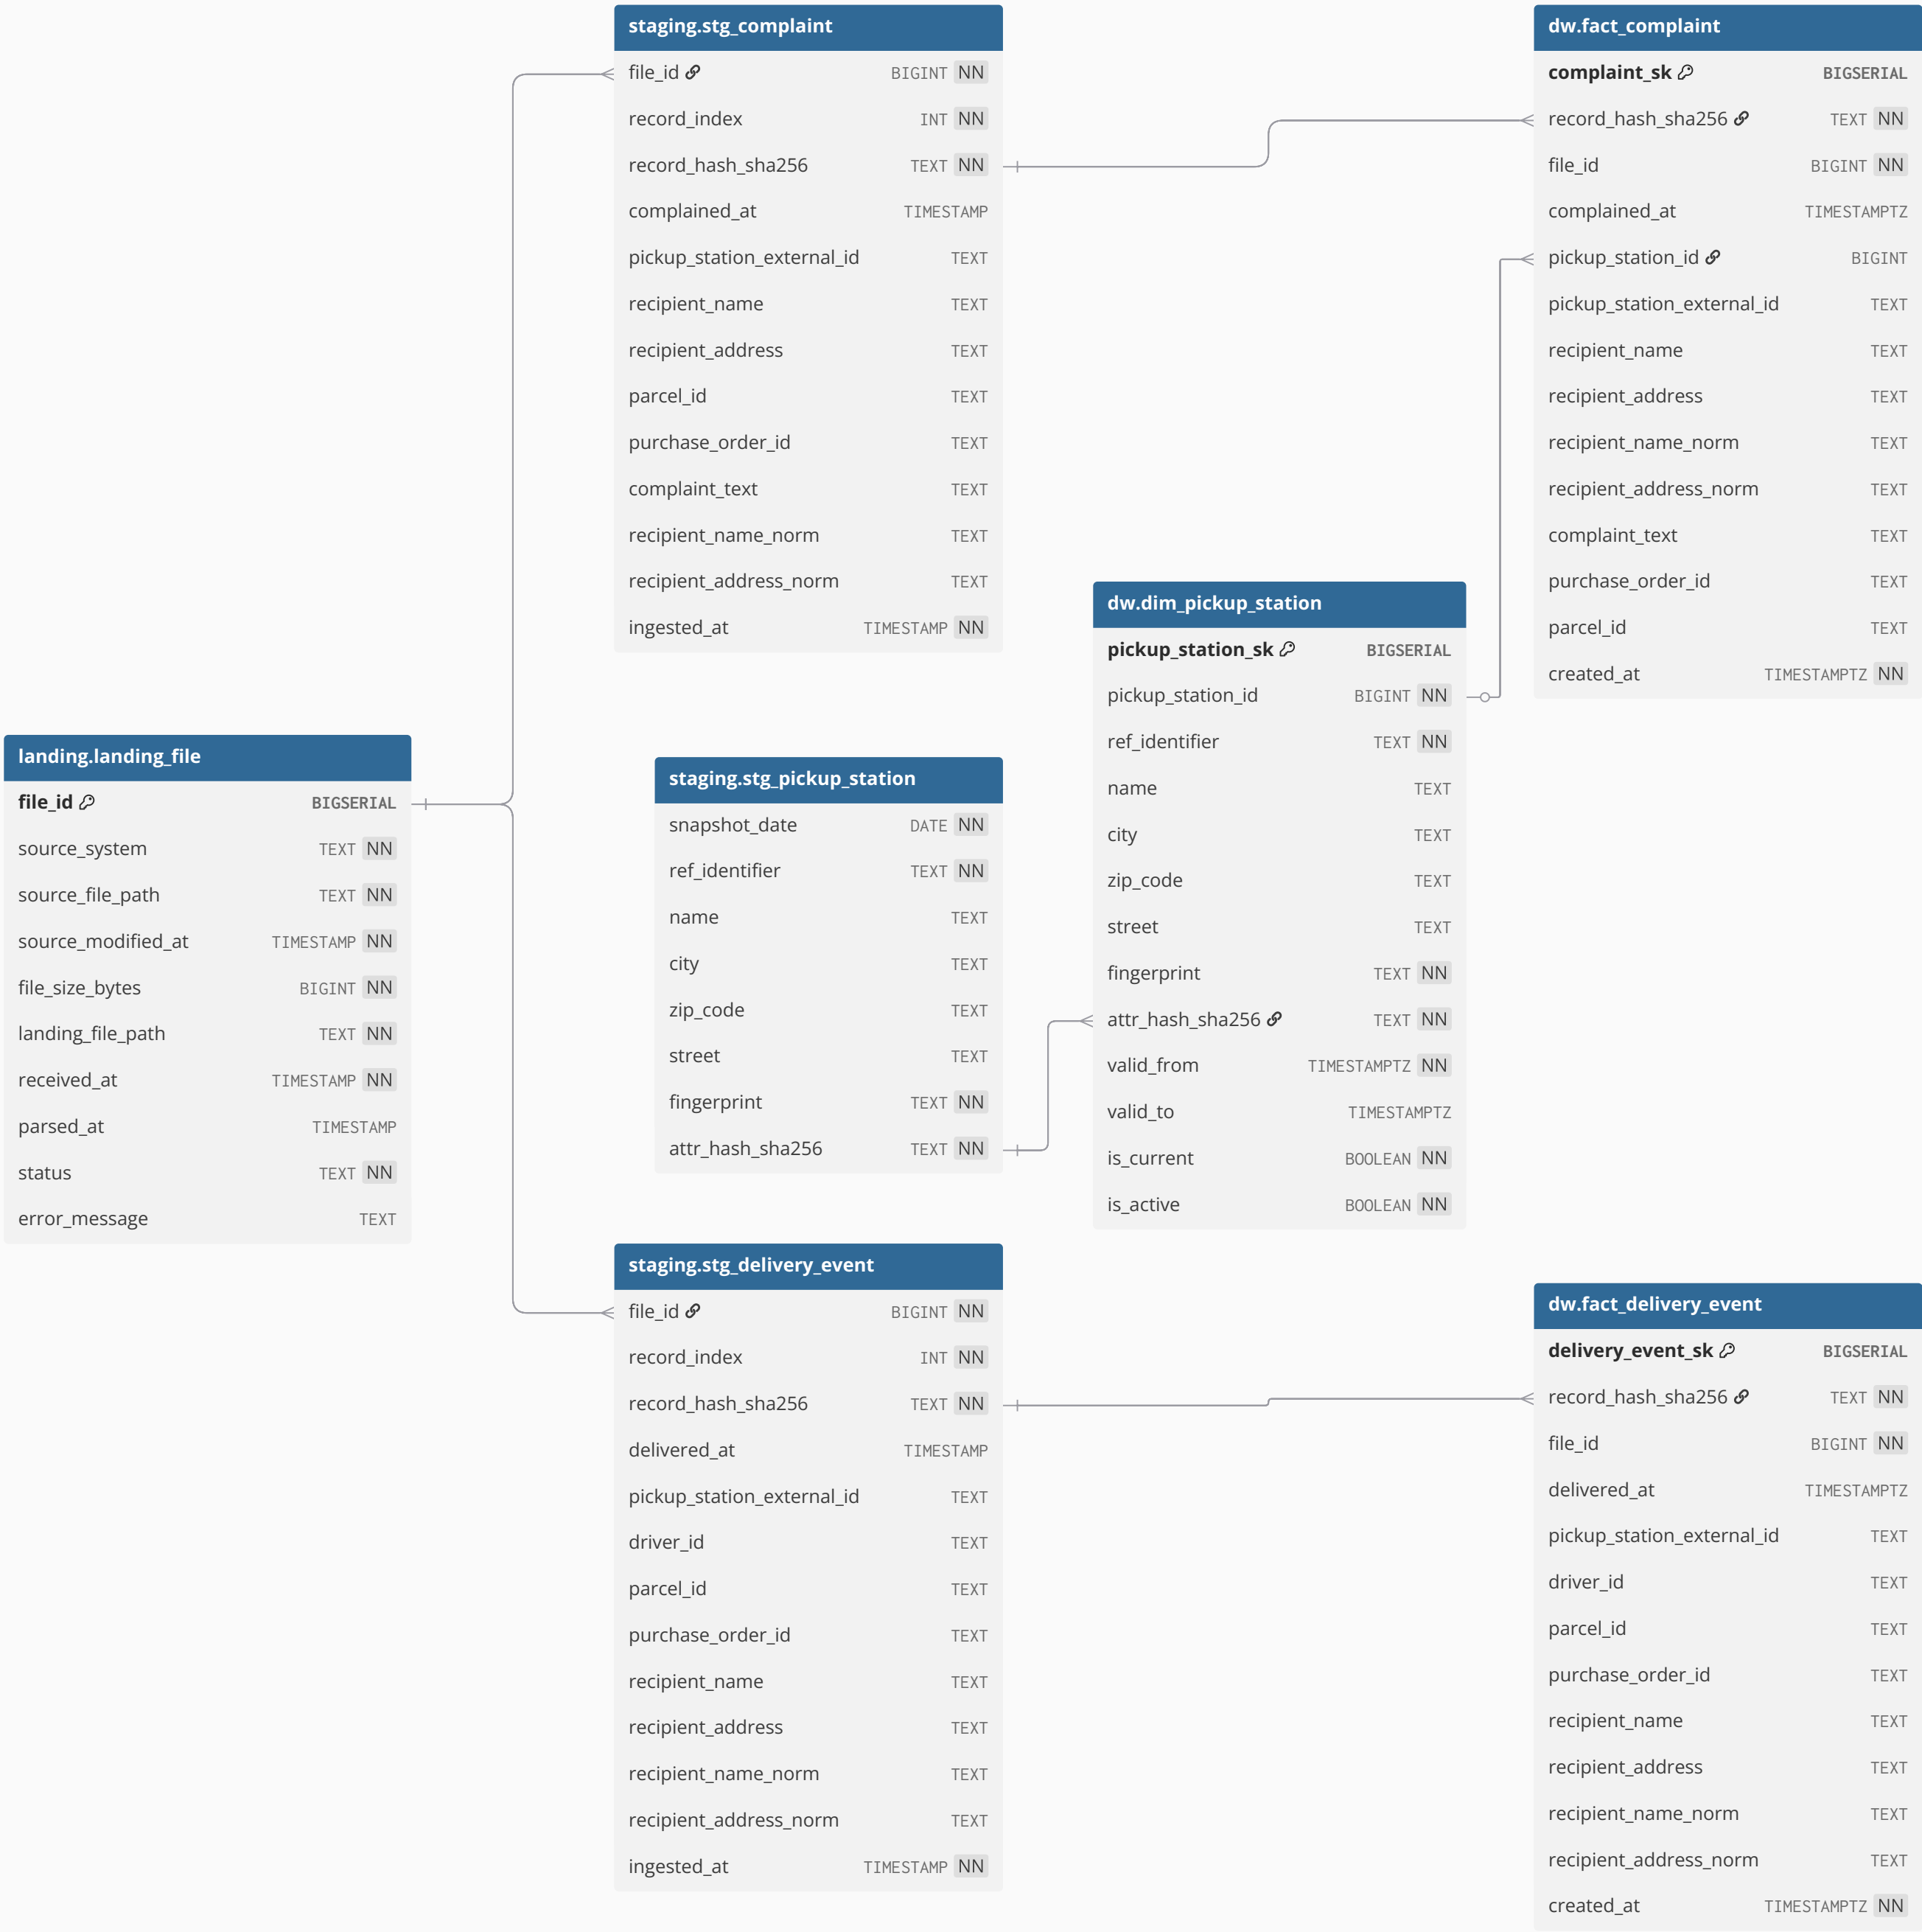 staging.stg_complaint
file_id BIGINT NN
record_index INT NN
record_hash_sha256 TEXT NN
complained_at TIMESTAMP
pickup_station_external_id TEXT
recipient_name TEXT
recipient_address TEXT
parcel_id TEXT
purchase_order_id TEXT
complaint_text TEXT
recipient_name_norm TEXT
recipient_address_norm TEXT
ingested_at TIMESTAMP NN
dw.fact_complaint
complaint_sk BIGSERIAL
record_hash_sha256 TEXT NN
file_id BIGINT NN
complained_at TIMESTAMPTZ
pickup_station_id BIGINT
pickup_station_external_id TEXT
recipient_name TEXT
recipient_address TEXT
recipient_name_norm TEXT
recipient_address_norm TEXT
complaint_text TEXT
purchase_order_id TEXT
parcel_id TEXT
created_at TIMESTAMPTZ NN
dw.dim_pickup_station
pickup_station_sk BIGSERIAL
pickup_station_id BIGINT NN
ref_identifier TEXT NN
name TEXT
city TEXT
zip_code TEXT
street TEXT
fingerprint TEXT NN
attr_hash_sha256 TEXT NN
valid_from TIMESTAMPTZ NN
valid_to TIMESTAMPTZ
is_current BOOLEAN NN
is_active BOOLEAN NN
landing.landing_file
file_id BIGSERIAL
source_system TEXT NN
source_file_path TEXT NN
source_modified_at TIMESTAMP NN
file_size_bytes BIGINT NN
landing_file_path TEXT NN
received_at TIMESTAMP NN
parsed_at TIMESTAMP
status TEXT NN
error_message TEXT
staging.stg_pickup_station
snapshot_date DATE NN
ref_identifier TEXT NN
name TEXT
city TEXT
zip_code TEXT
street TEXT
fingerprint TEXT NN
attr_hash_sha256 TEXT NN
staging.stg_delivery_event
file_id BIGINT NN
record_index INT NN
record_hash_sha256 TEXT NN
delivered_at TIMESTAMP
pickup_station_external_id TEXT
driver_id TEXT
parcel_id TEXT
purchase_order_id TEXT
recipient_name TEXT
recipient_address TEXT
recipient_name_norm TEXT
recipient_address_norm TEXT
ingested_at TIMESTAMP NN
dw.fact_delivery_event
delivery_event_sk BIGSERIAL
record_hash_sha256 TEXT NN
file_id BIGINT NN
delivered_at TIMESTAMPTZ
pickup_station_external_id TEXT
driver_id TEXT
parcel_id TEXT
purchase_order_id TEXT
recipient_name TEXT
recipient_address TEXT
recipient_name_norm TEXT
recipient_address_norm TEXT
created_at TIMESTAMPTZ NN